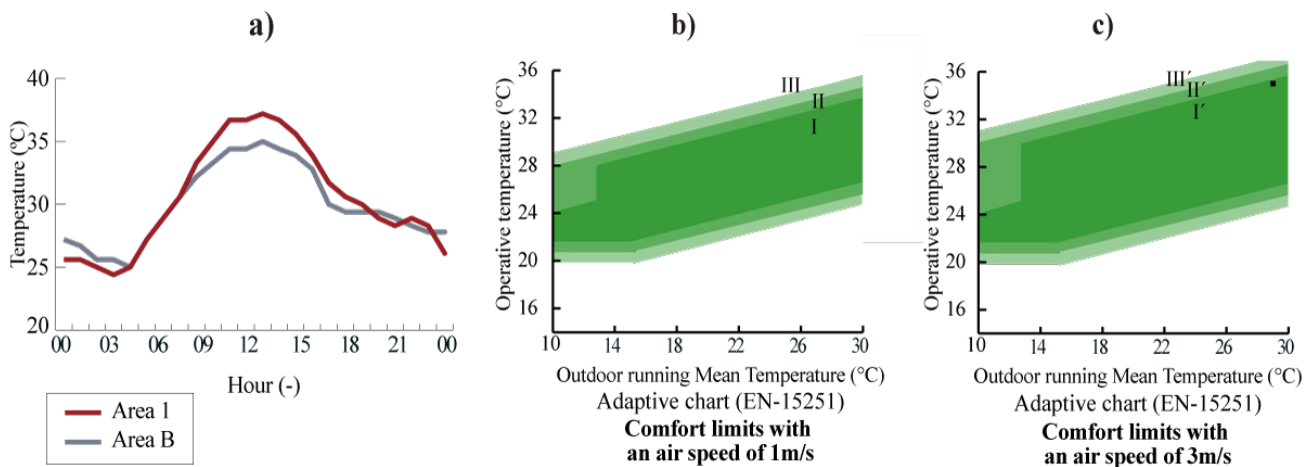 a)
40
35
30
25
20
Temperature (ºC)
00 03 06 09 12 15 18 21 00
Hour (-)
Area 1
Area B
b)
36
32
28
24
20
16
Operative temperature (°C)
III
II
I
10 14 18 22 26 30
Outdoor running Mean Temperature (°C)
Adaptive chart (EN-15251)
Comfort limits with
an air speed of 1m/s
c)
36
32
28
24
20
16
Operative temperature (°C)
III´
II´
I´
10 14 18 22 26 30
Outdoor running Mean Temperature (°C)
Adaptive chart (EN-15251)
Comfort limits with
an air speed of 3m/s